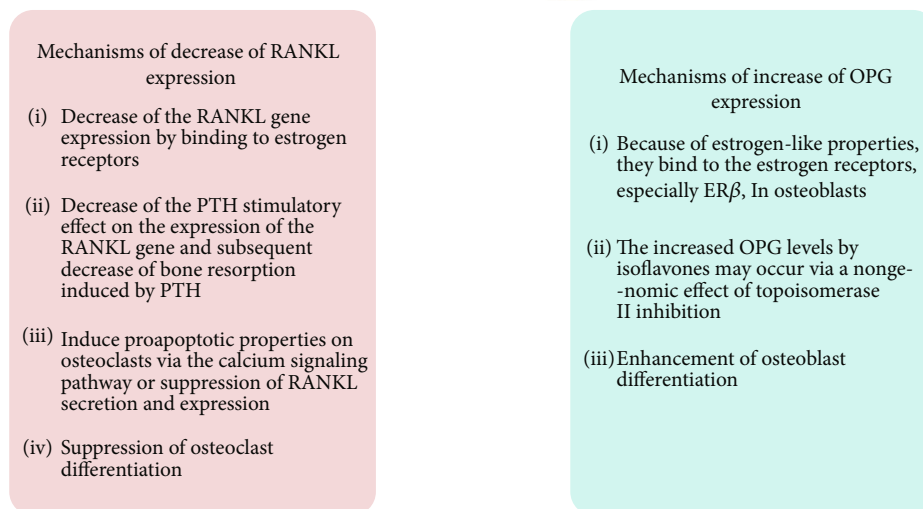 Mechanisms of decrease of RANKL
expression
(i) Decrease of the RANKL gene
expression by binding to estrogen
receptors
(ii) Decrease of the PTH stimulatory
effect on the expression of the
RANKL gene and subsequent
decrease of bone resorption
induced by PTH
(iii) Induce proapoptotic properties on
osteoclasts via the calcium signaling
pathway or suppression of RANKL
secretion and expression
(iv) Suppression of osteoclast
differentiation
Mechanisms of increase of OPG
expression
(i) Because of estrogen-like properties,
they bind to the estrogen receptors,
especially ERβ, In osteoblasts
(ii) The increased OPG levels by
isoflavones may occur via a nonge-
-nomic effect of topoisomerase
II inhibition
(iii) Enhancement of osteoblast
differentiation